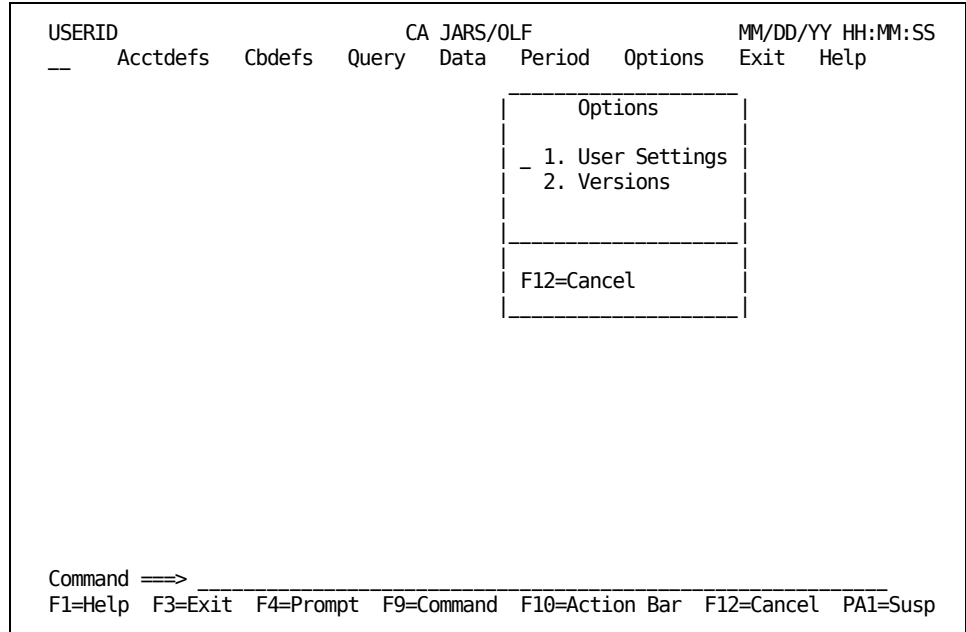 USERID CA JARS/OLF MM/DD/YY HH:MM:SS
__ Acctdefs Cbdefs Query Data Period Options Exit Help
Options
_ 1. User Settings
2. Versions
F12=Cancel
Command ===> ____________________________________________________________
F1=Help F3=Exit F4=Prompt F9=Command F10=Action Bar F12=Cancel PA1=Susp